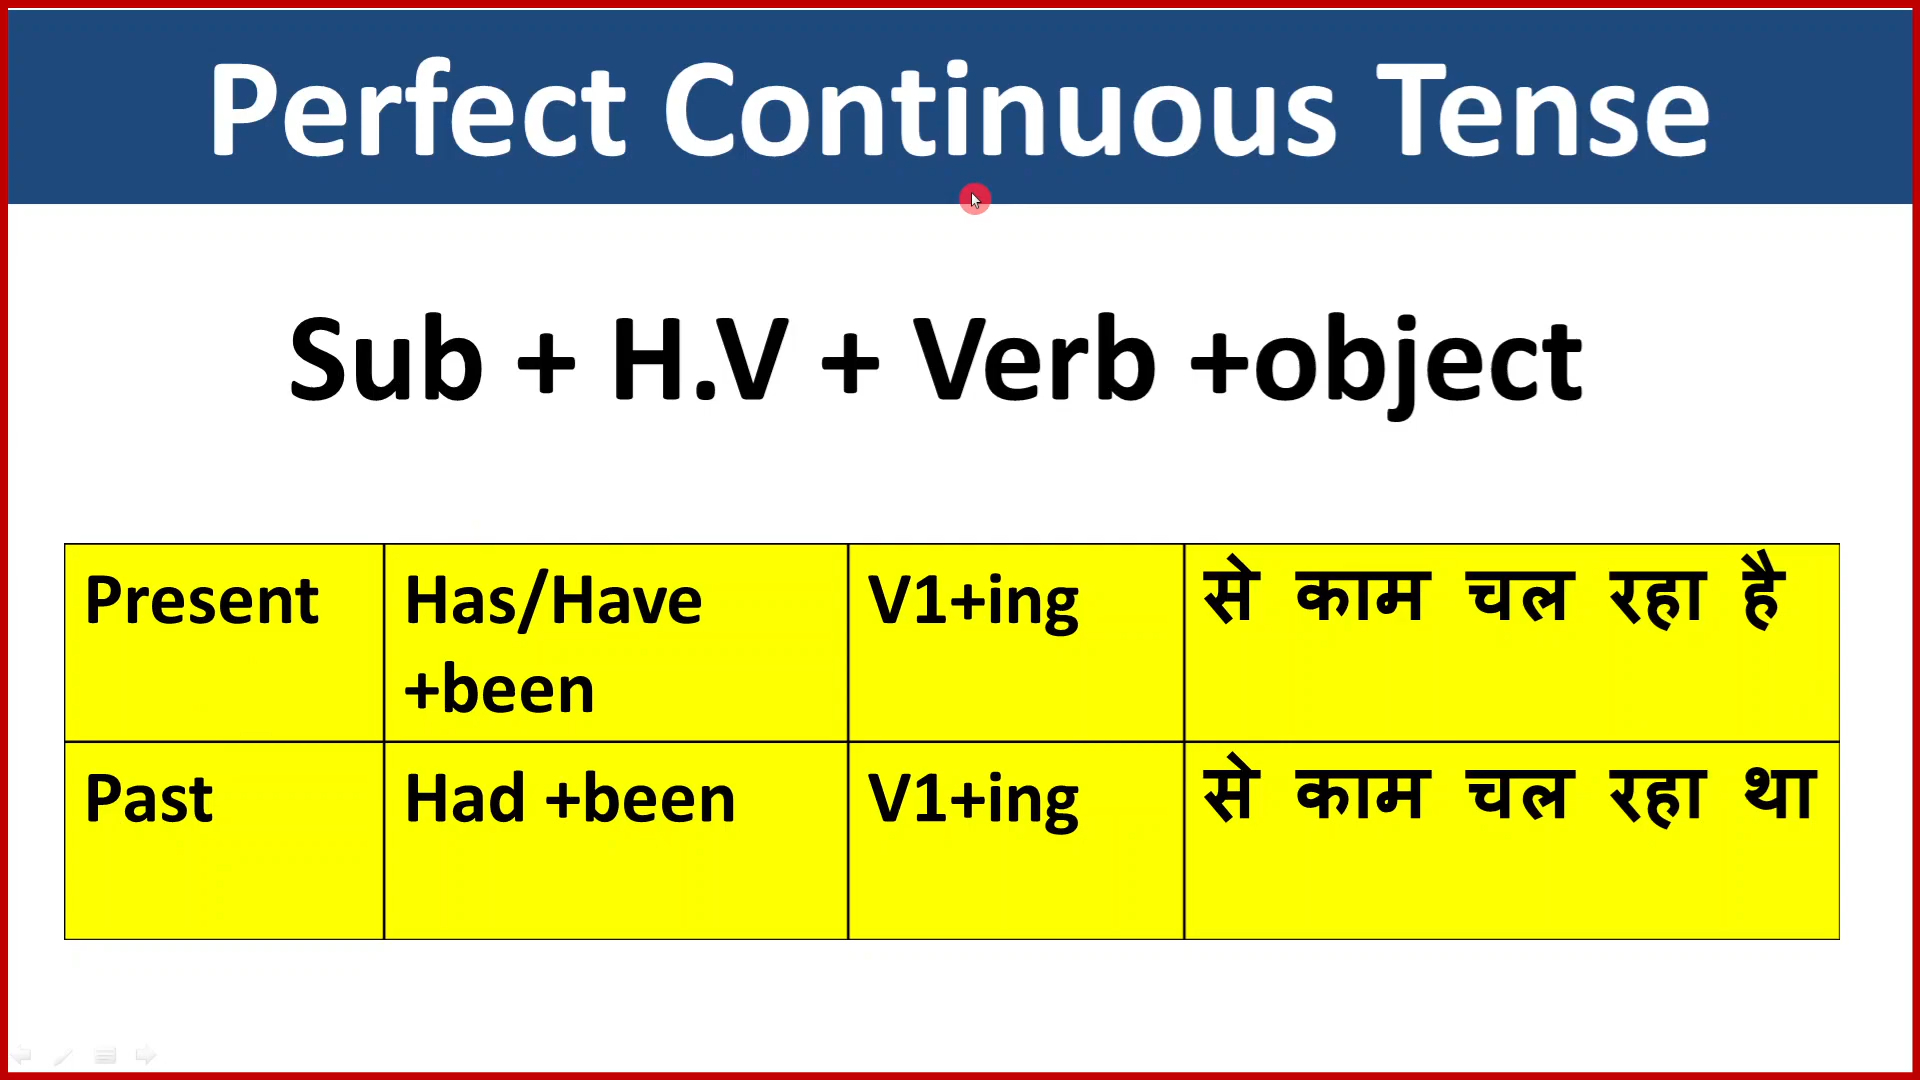 Perfect Continuous Tense
Sub + H.V + Verb +object
Present
Has/Have
+been
V1+ing
से काम चल रहा है
Past
Had +been
V1+ing
से काम चल रहा था